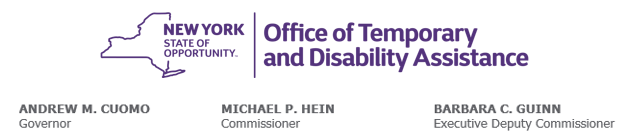 NEW YORK
STATE OF
OPPORTUNITY.
Office of Temporary
and Disability Assistance
ANDREW M. CUOMO
Governor
MICHAEL P. HEIN
Commissioner
BARBARA C. GUINN
Executive Deputy Commissioner